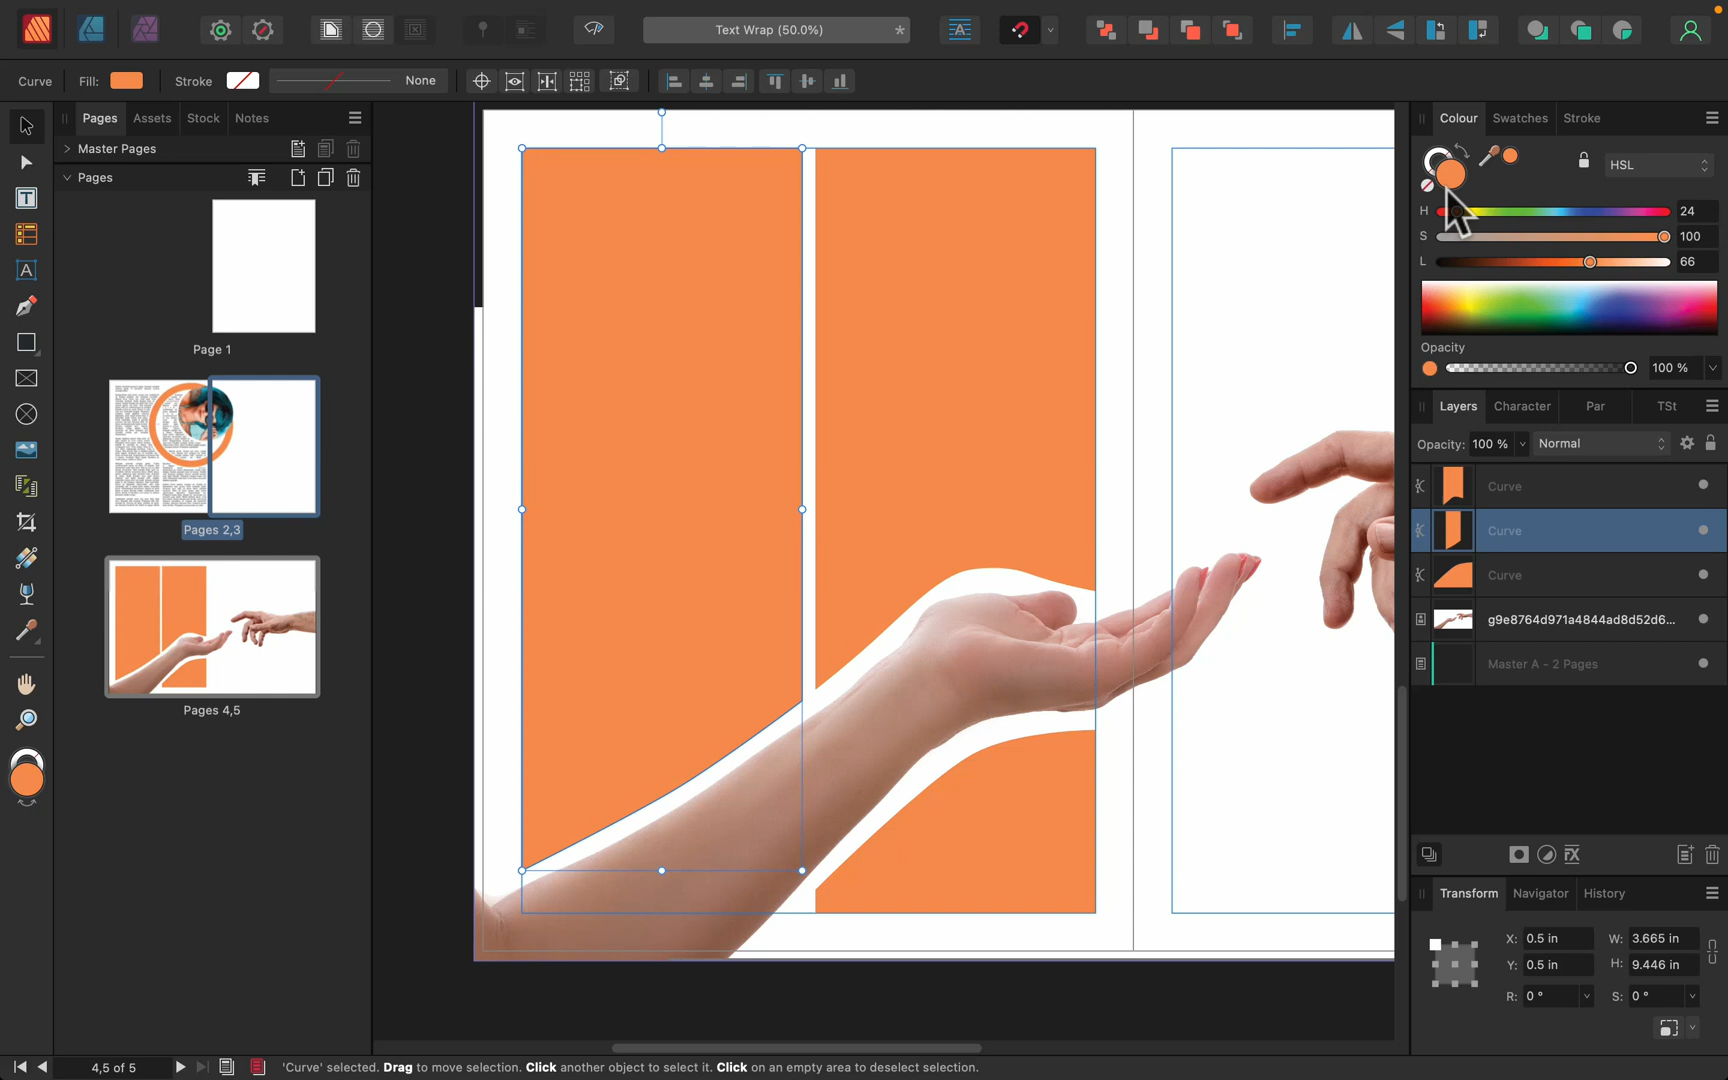 Text Wrap (50.0%)
*
Curve
Fill:
Stroke
None
Pages
Assets
Stock
Notes
Master Pages
Pages
Page 1
Pages 2,3
Pages 4,5
Colour
Swatches
Stroke
HSL
H
24
S
100
L
66
Opacity
100 %
Layers
Character
Par
TSt
Opacity:
100 %
Normal
Curve
Curve
Curve
g9e8764d971a4844ad8d52d6...
Master A - 2 Pages
Transform
Navigator
History
X:
0.5 in
W:
3.665 in
Y:
0.5 in
H:
9.446 in
R:
0 °
S:
0 °
4,5 of 5
'Curve' selected. Drag to move selection. Click another object to select it. Click on an empty area to deselect selection.